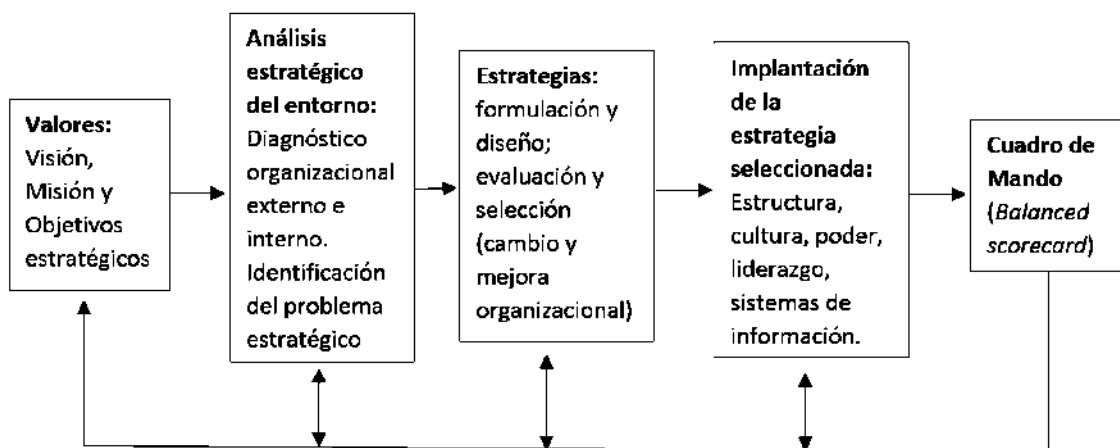 Valores:
Visión,
Misión y
Objetivos
estratégicos
Análisis
estratégico
del entorno:
Diagnóstico
organizacional
externo e
interno.
Identificación
del problema
estratégico
Estrategias:
formulación y
diseño;
evaluación y
selección
(cambio y
mejora
organizacional)
Implantación
de la
estrategia
seleccionada:
Estructura,
cultura, poder,
liderazgo,
sistemas de
información.
Cuadro de
Mando
(Balanced
scorecard)